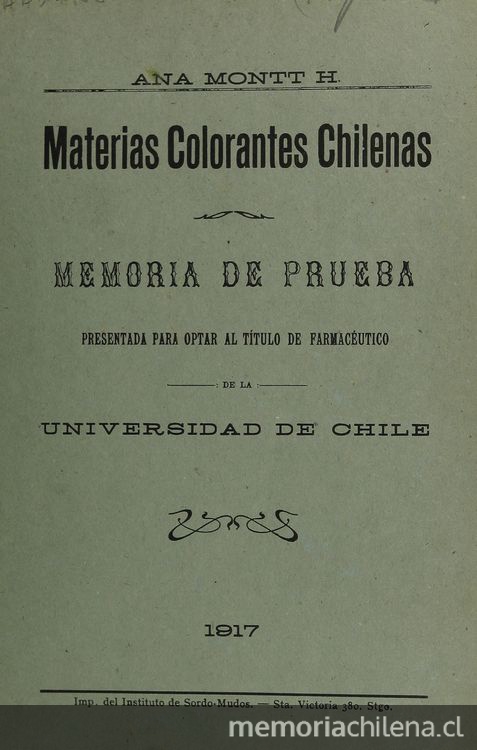 ANA MONTT H.
Materias Colorantes Chilenas
MEMORIA DE PRUEBA
PRESENTADA PARA OPTAR AL TÍTULO DE FARMACÉUTICO
: DE LA :
UNIVERSIDAD DE CHILE
1917
Imp. del Instituto de Sordo-Mudos. — Sta. Victoria 380. Stgo.
memoriachilena.cl